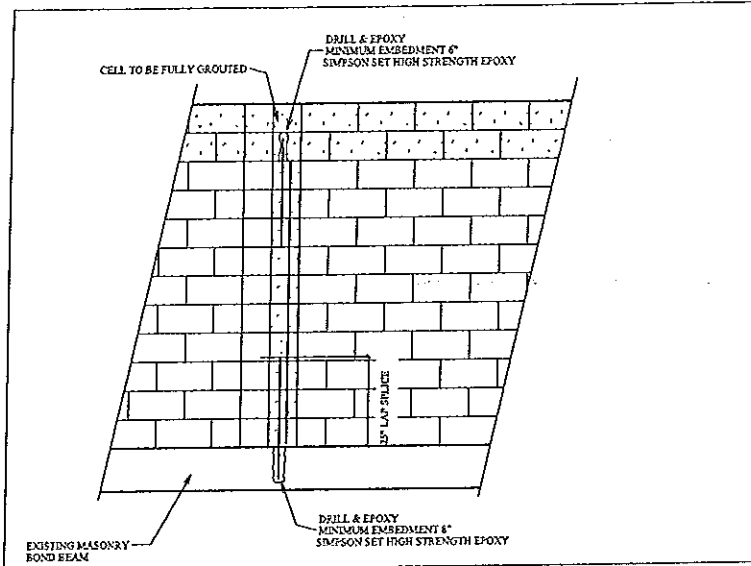 DRILL & EPOXY
MINIMUM EMBEDMENT 6"
SIMPSON SET HIGH STRENGTH EPOXY
CELL TO BE FULLY GROUTED
25" LAP SPLICE
DRILL & EPOXY
MINIMUM EMBEDMENT 6"
SIMPSON SET HIGH STRENGTH EPOXY
EXISTING MASONRY
BOND BEAM